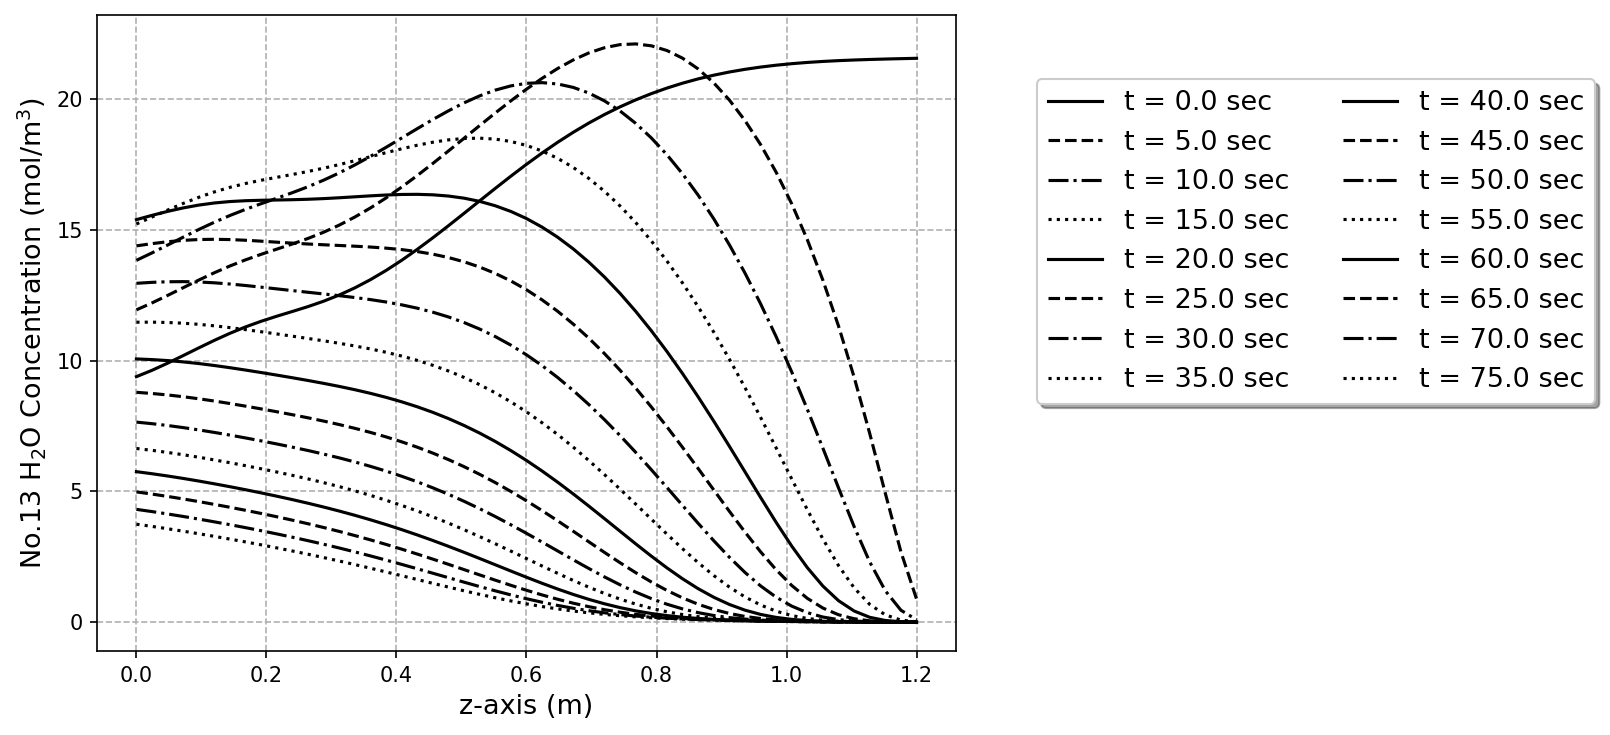 No.13 H₂O Concentration (mol/m³)
20
15
10
5
0
0.0 0.2 0.4 0.6 0.8 1.0 1.2
z-axis (m)
t = 0.0 sec
t = 5.0 sec
t = 10.0 sec
t = 15.0 sec
t = 20.0 sec
t = 25.0 sec
t = 30.0 sec
t = 35.0 sec
t = 40.0 sec
t = 45.0 sec
t = 50.0 sec
t = 55.0 sec
t = 60.0 sec
t = 65.0 sec
t = 70.0 sec
t = 75.0 sec